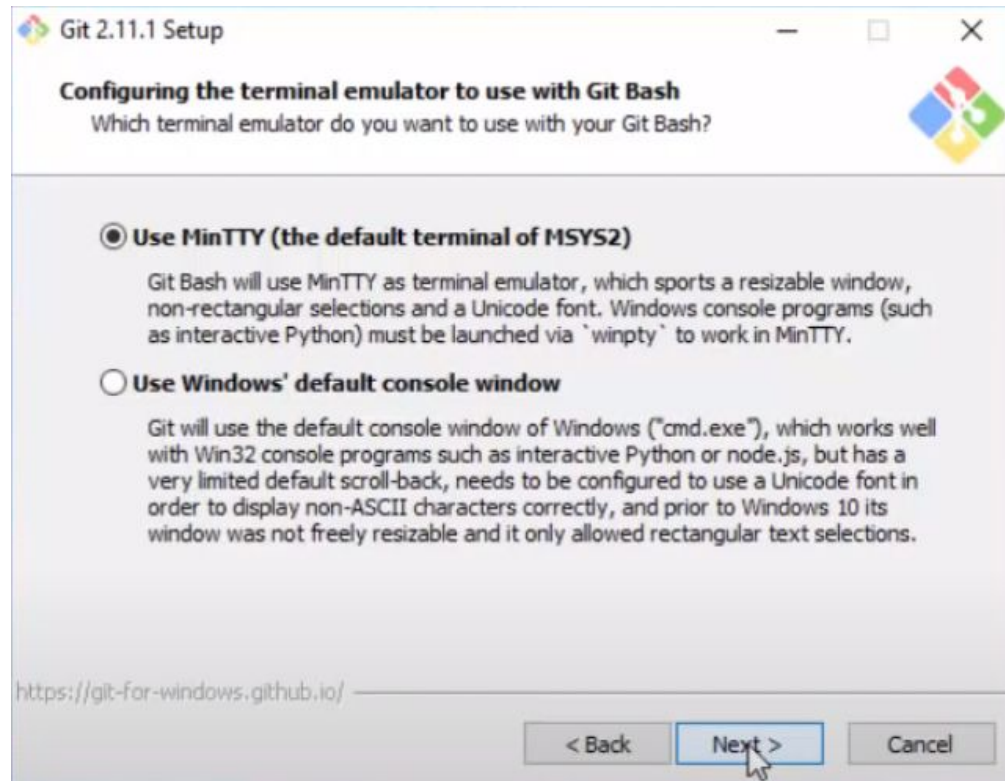 Git 2.11.1 Setup
Configuring the terminal emulator to use with Git Bash
Which terminal emulator do you want to use with your Git Bash?
Use MinTTY (the default terminal of MSYS2)
Git Bash will use MinTTY as terminal emulator, which sports a resizable window,
non-rectangular selections and a Unicode font. Windows console programs (such
as interactive Python) must be launched via `winpty` to work in MinTTY.
Use Windows' default console window
Git will use the default console window of Windows ("cmd.exe"), which works well
with Win32 console programs such as interactive Python or node.js, but has a
very limited default scroll-back, needs to be configured to use a Unicode font in
order to display non-ASCII characters correctly, and prior to Windows 10 its
window was not freely resizable and it only allowed rectangular text selections.
https://git-for-windows.github.io/
< Back Next > Cancel